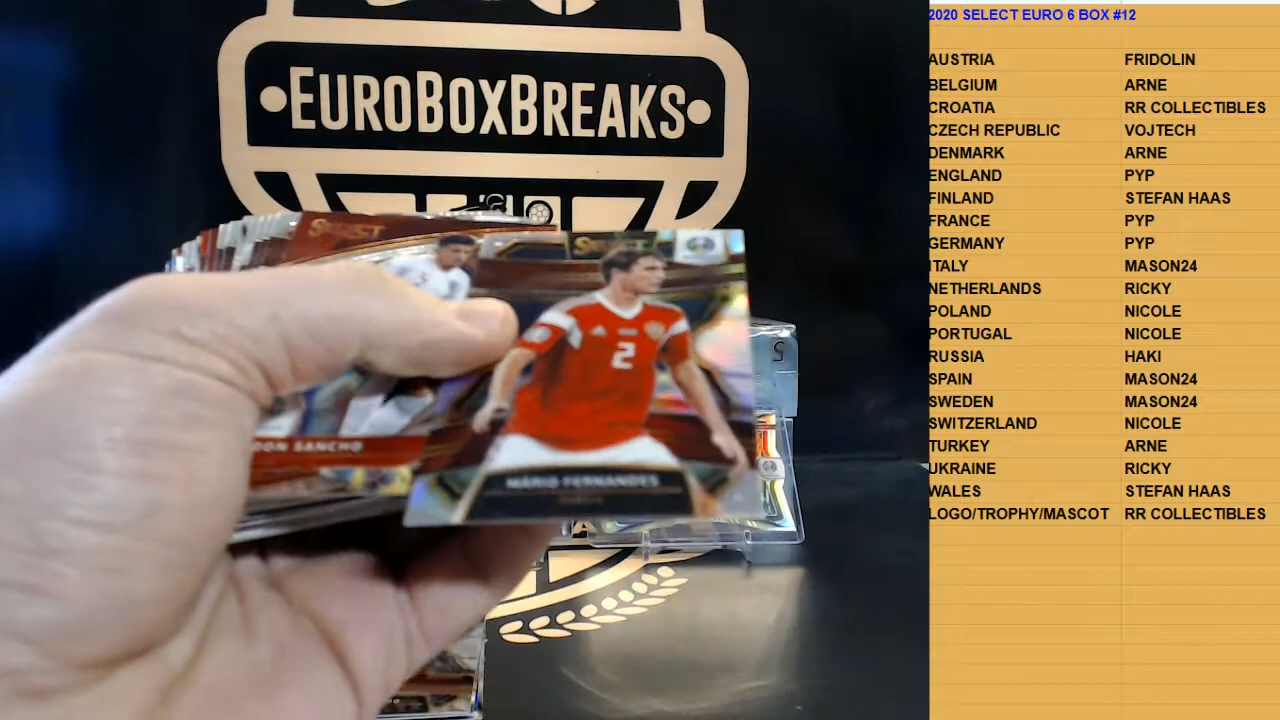 •EUROBOXBREAKS•
SELECT
SELECT
2
DON SANCHO
MÁRIO FERNANDES
5
2020 SELECT EURO 6 BOX #12
AUSTRIA FRIDOLIN
BELGIUM ARNE
CROATIA RR COLLECTIBLES
CZECH REPUBLIC VOJTECH
DENMARK ARNE
ENGLAND PYP
FINLAND STEFAN HAAS
FRANCE PYP
GERMANY PYP
ITALY MASON24
NETHERLANDS RICKY
POLAND NICOLE
PORTUGAL NICOLE
RUSSIA HAKI
SPAIN MASON24
SWEDEN MASON24
SWITZERLAND NICOLE
TURKEY ARNE
UKRAINE RICKY
WALES STEFAN HAAS
LOGO/TROPHY/MASCOT RR COLLECTIBLES